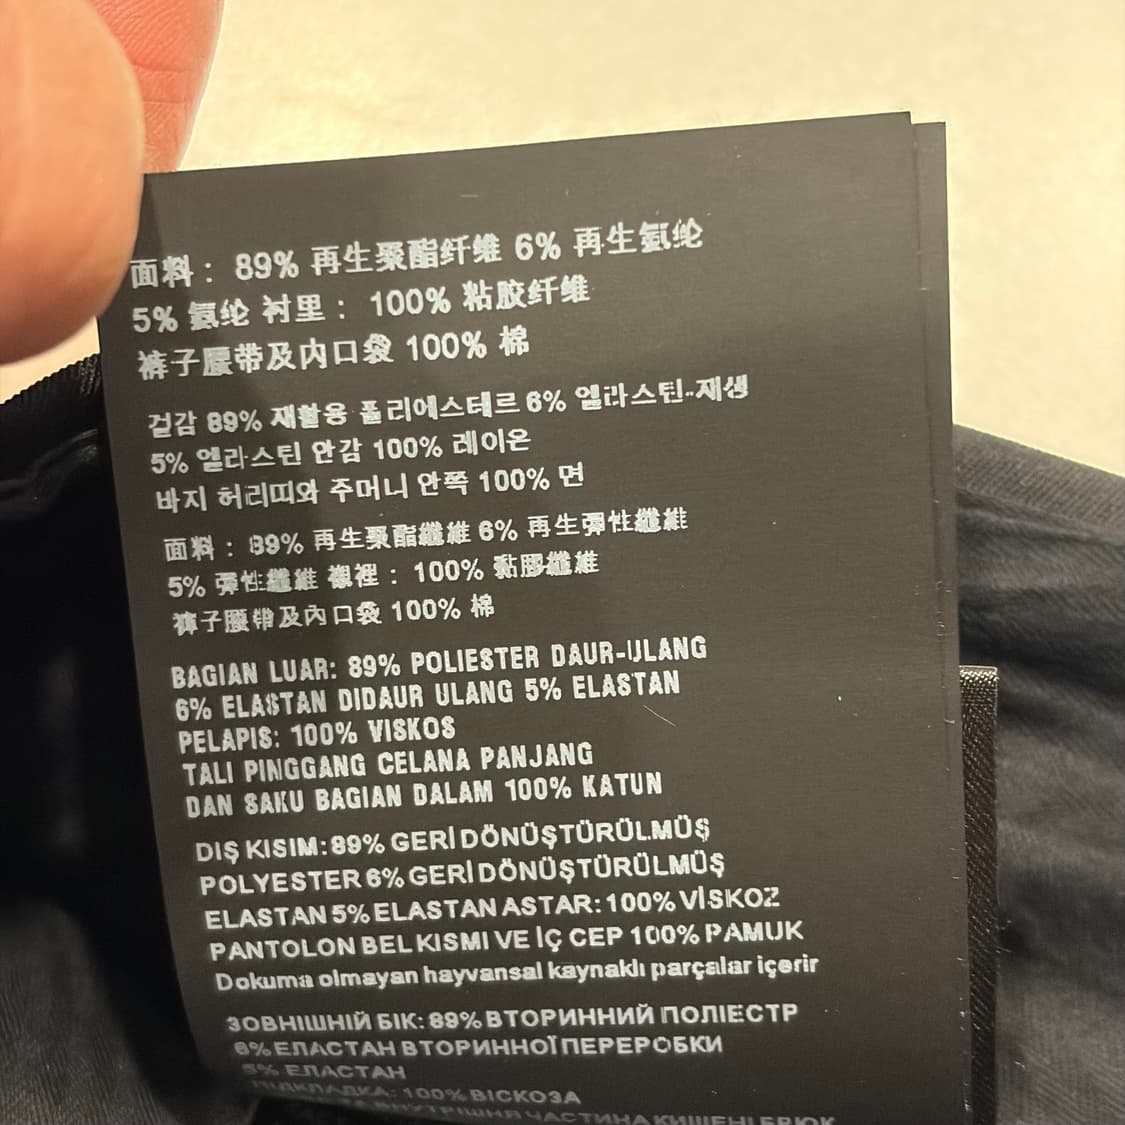 面料： 89% 再生聚酯纤维 6% 再生氨纶
5% 氨纶 衬里： 100% 粘胶纤维
裤子腰带及内口袋 100% 棉
겉감 89% 재활용 폴리에스테르 6% 엘라스틴-재생
5% 엘라스틴 안감 100% 레이온
바지 허리띠와 주머니 안쪽 100% 면
面料： 89% 再生聚酯纖維 6% 再生彈性纖維
5% 彈性纖維 襯裡： 100% 黏膠纖維
褲子腰帶及內口袋 100% 棉
BAGIAN LUAR: 89% POLIESTER DAUR-ULANG
6% ELASTAN DIDAUR ULANG 5% ELASTAN
PELAPIS: 100% VISKOS
TALI PINGGANG CELANA PANJANG
DAN SAKU BAGIAN DALAM 100% KATUN
DIŞ KISIM: 89% GERİ DÖNÜŞTÜRÜLMÜŞ
POLYESTER 6% GERİ DÖNÜŞTÜRÜLMÜŞ
ELASTAN 5% ELASTAN ASTAR: 100% VİSKOZ
PANTOLON BEL KISMI VE İÇ CEP 100% PAMUK
Dokuma olmayan hayvansal kaynaklı parçalar içerir
ЗОВНІШНІЙ БІК: 89% ВТОРИННИЙ ПОЛІЕСТР
6% ЕЛАСТАН ВТОРИННОЇ ПЕРЕРОБКИ
5% ЕЛАСТАН
ПІДКЛАДКА: 100% ВІСКОЗА
ВНУТРІШНЯ ЧАСТИНА КИШЕНІ БРЮК